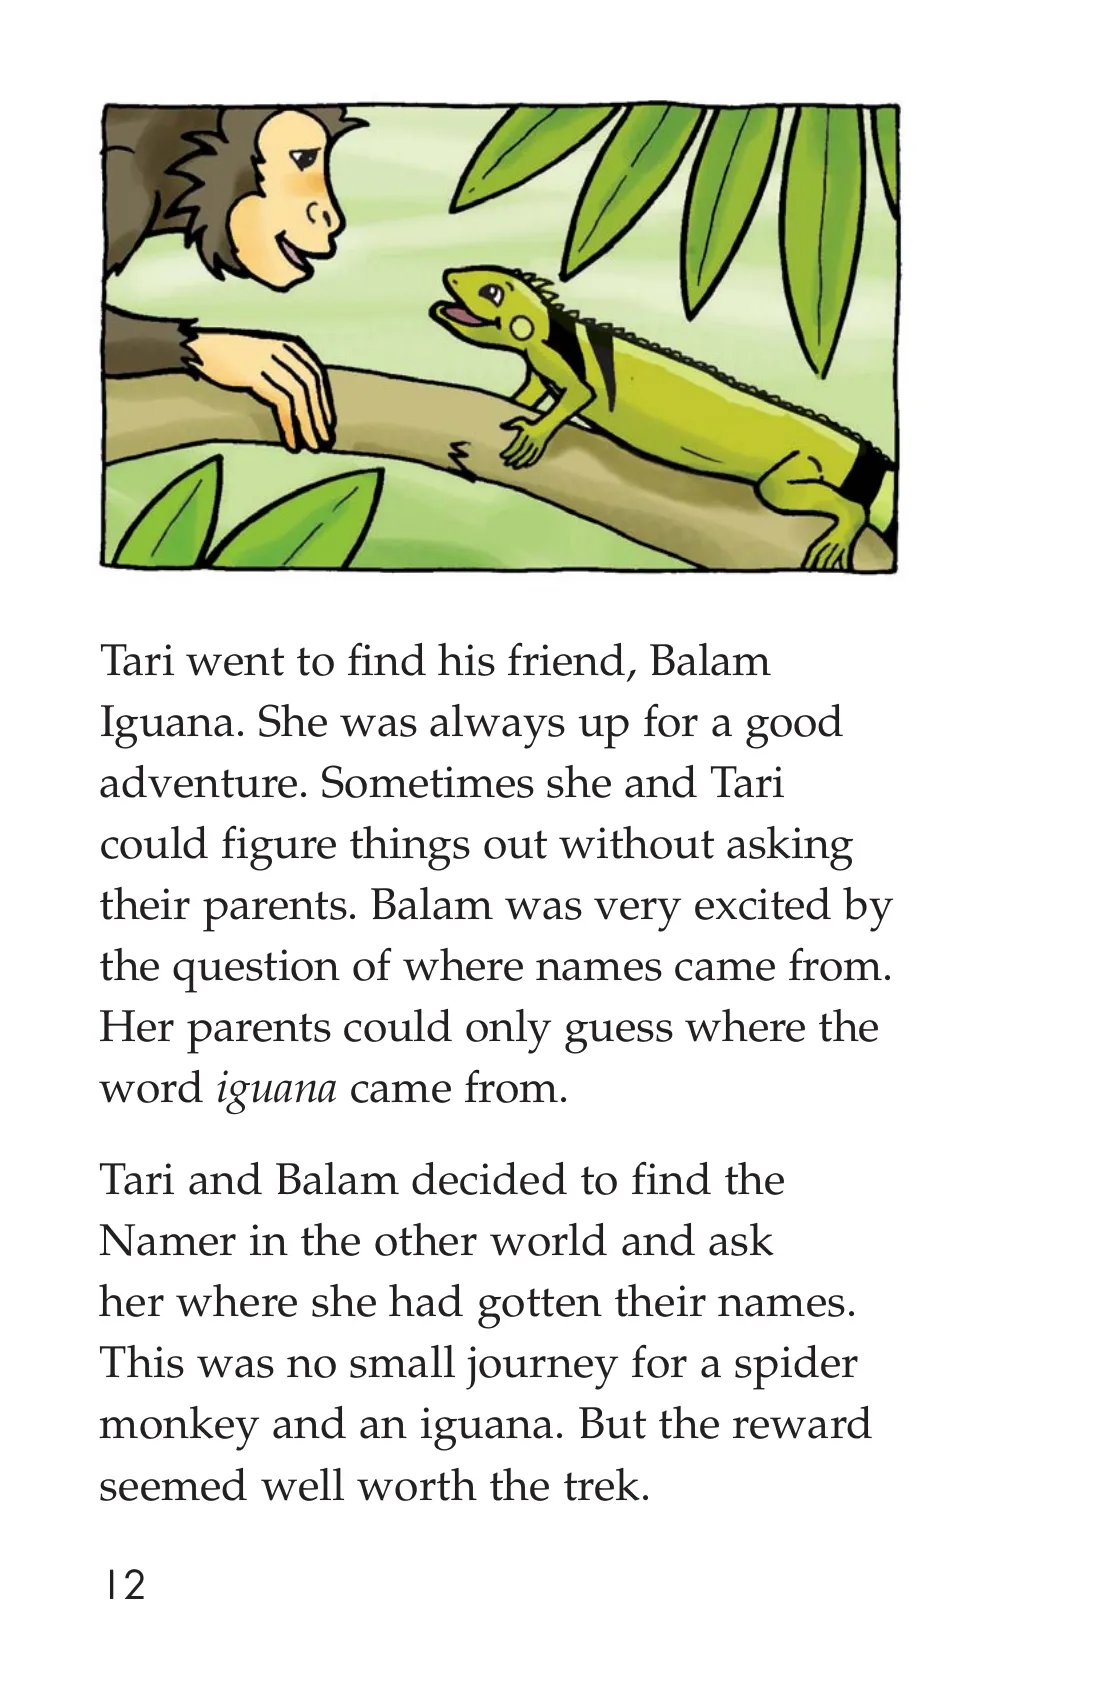 Tari went to find his friend, Balam
Iguana. She was always up for a good
adventure. Sometimes she and Tari
could figure things out without asking
their parents. Balam was very excited by
the question of where names came from.
Her parents could only guess where the
word iguana came from.
Tari and Balam decided to find the
Namer in the other world and ask
her where she had gotten their names.
This was no small journey for a spider
monkey and an iguana. But the reward
seemed well worth the trek.
12